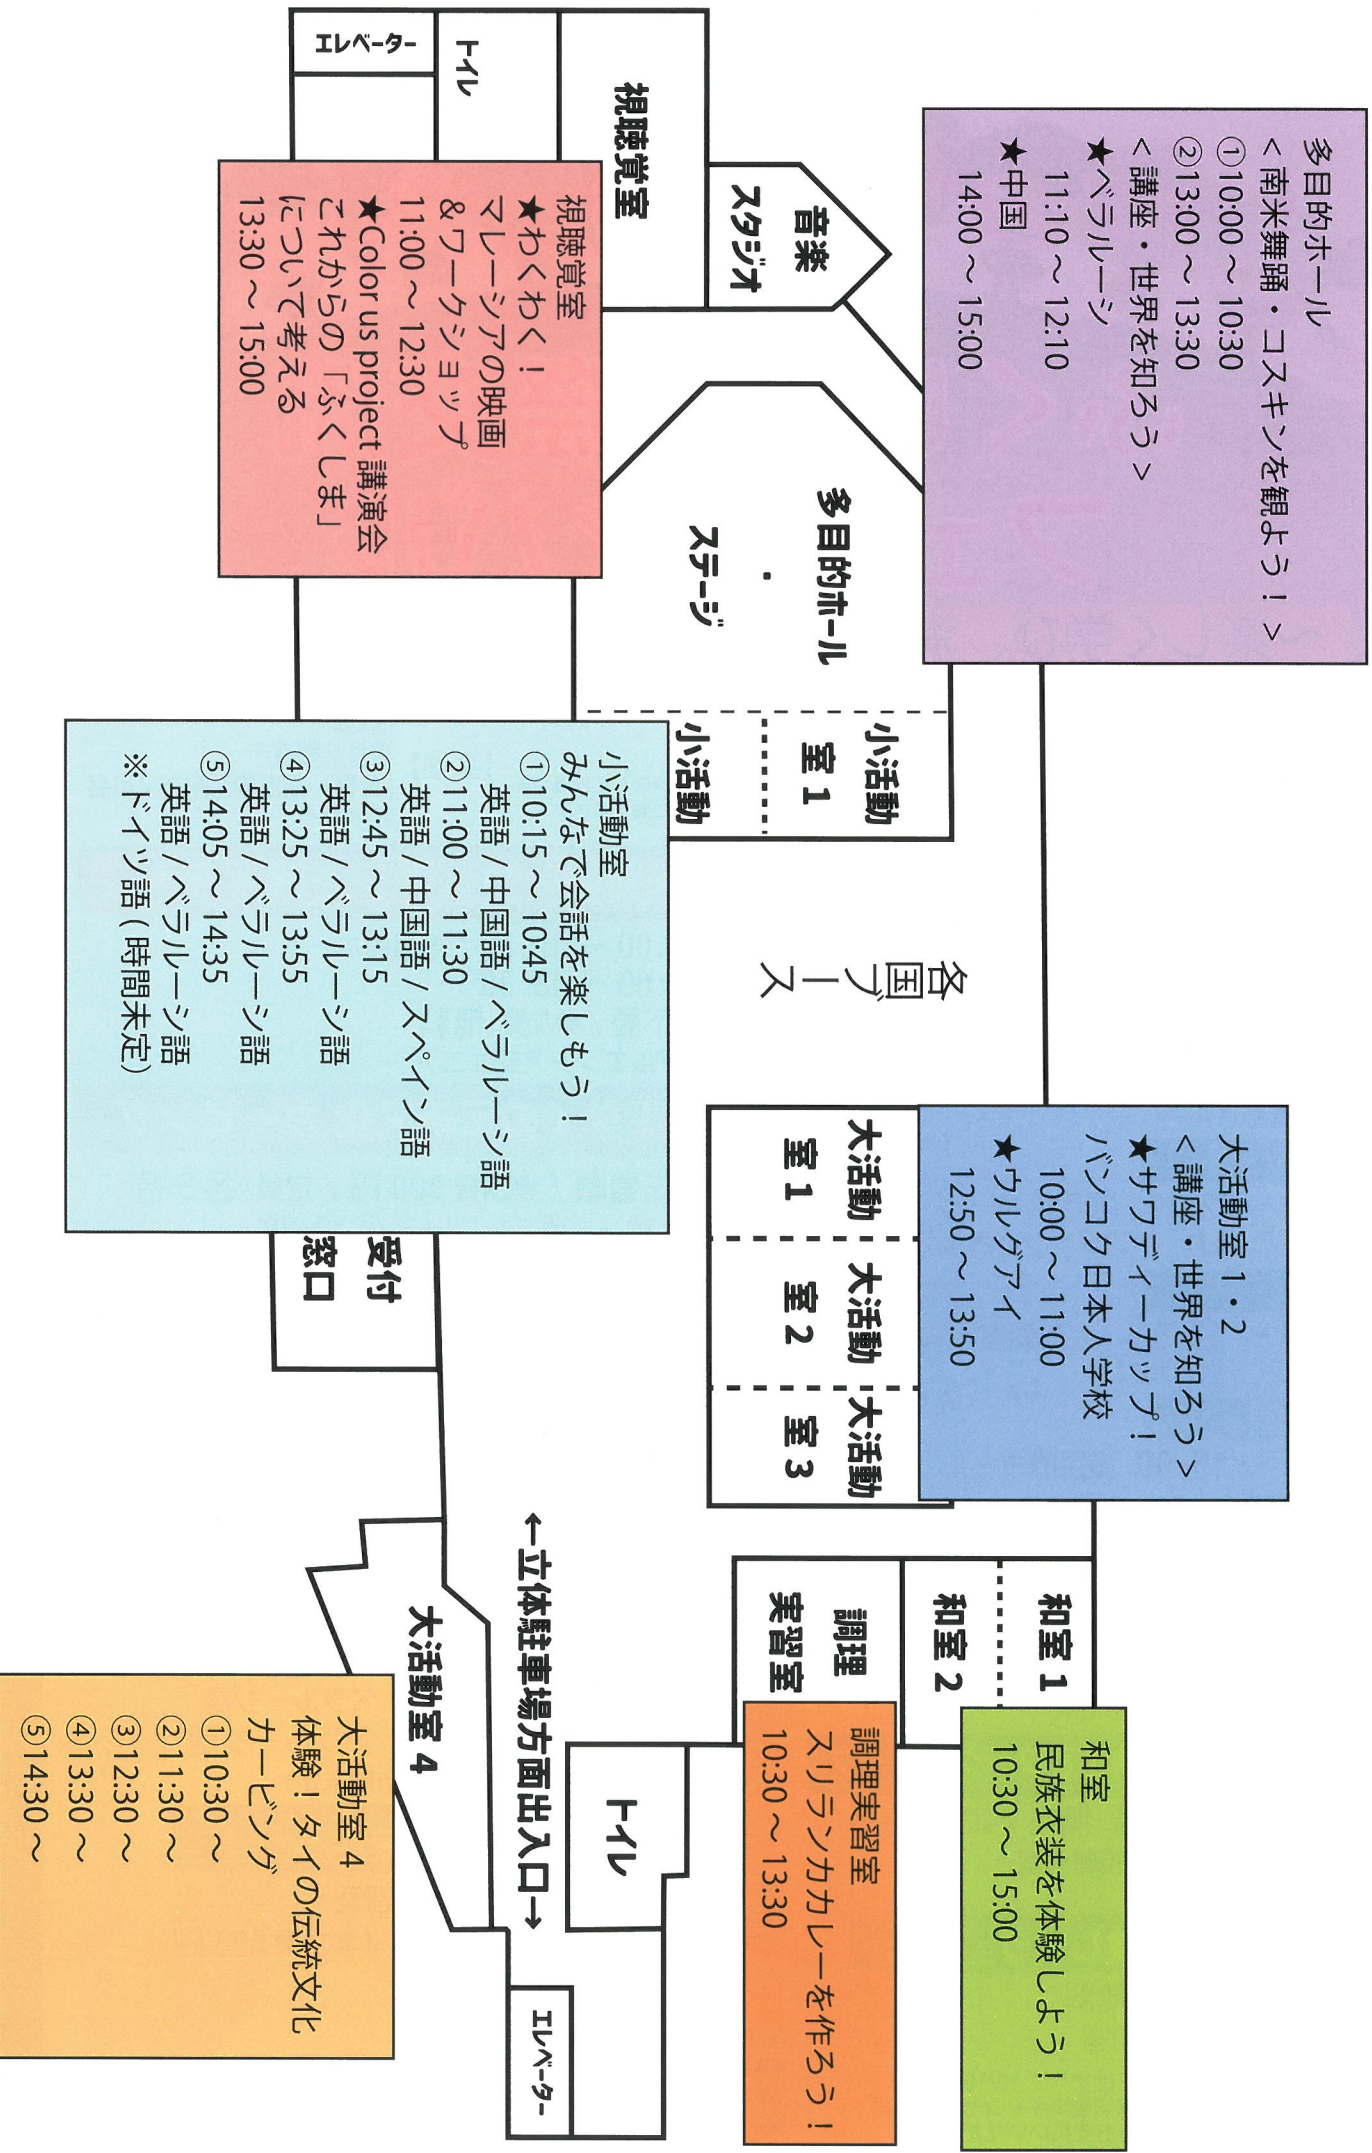 多目的ホール
＜南米舞踊・コスキンを観よう！＞
①10:00～10:30
②13:00～13:30
＜講座・世界を知ろう＞
★ベラルーシ
11:10～12:10
★中国
14:00～15:00
大活動室 1・2
＜講座・世界を知ろう＞
★サワディーカップ！
バンコク日本人学校
10:00～11:00
★ウルグアイ
12:50～13:50
和室
民族衣装を体験しよう！
10:30～15:00
和室 1
和室 2
調理実習室
スリランカカレーを作ろう！
10:30～13:30
調理
実習室
音楽
スタジオ
多目的ホール
・
ステージ
小活動
室 1
小活動
各国ブース
大活動
室 1
大活動
室 2
大活動
室 3
視聴覚室
トイレ
エレベーター
視聴覚室
★わくわく！
マレーシアの映画
&ワークショップ
11:00～12:30
★Color us project 講演会
これからの「ふくしま」
について考える
13:30～15:00
小活動室
みんなで会話を楽しもう！
①10:15～10:45
英語 / 中国語 / ベラルーシ語
②11:00～11:30
英語 / 中国語 / スペイン語
③12:45～13:15
英語 / ベラルーシ語
④13:25～13:55
英語 / ベラルーシ語
⑤14:05～14:35
英語 / ベラルーシ語
※ドイツ語 ( 時間未定)
受付
窓口
←立体駐車場方面出入口→
トイレ
エレベーター
大活動室 4
大活動室 4
体験！タイの伝統文化
カービング
①10:30～
②11:30～
③12:30～
④13:30～
⑤14:30～